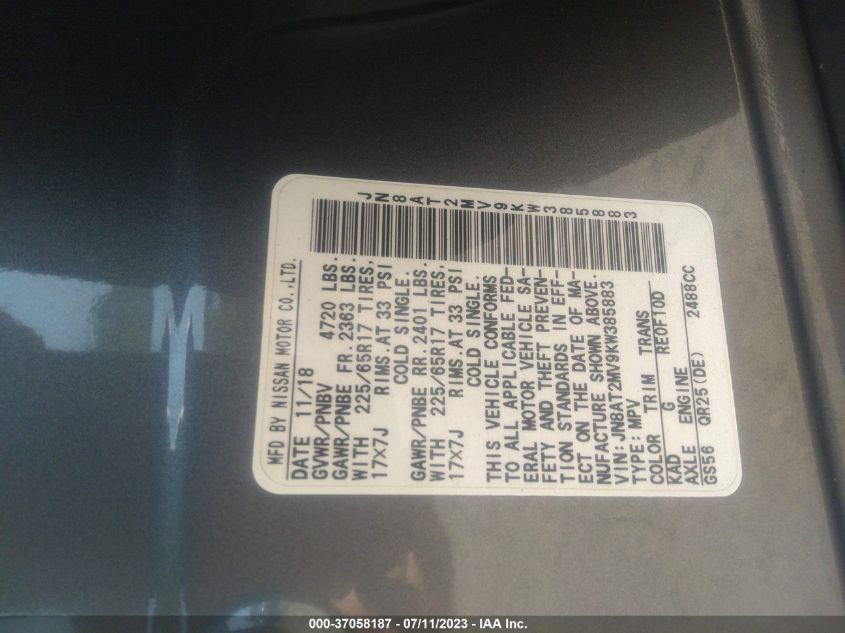 JN8AT2MV9KW385883
MFD BY NISSAN MOTOR CO.,LTD.
DATE 11/18
GVWR/PNBV 4720 LBS.
GAWR/PNBE FR. 2363 LBS.
WITH 225/65R17 TIRES,
17X7J RIMS.AT 33 PSI
COLD SINGLE.
GAWR/PNBE RR. 2401 LBS.
WITH 225/65R17 TIRES,
17X7J RIMS.AT 33 PSI
COLD SINGLE.
THIS VEHICLE CONFORMS
TO ALL APPLICABLE FED-
ERAL MOTOR VEHICLE SA-
FETY AND THEFT PREVEN-
TION STANDARDS IN EFF-
ECT ON THE DATE OF MA-
NUFACTURE SHOWN ABOVE.
VIN:JN8AT2MV9KW385883
TYPE:MPV
COLOR TRIM TRANS
KAD G RE0F10D
AXLE ENGINE
GS56 QR25(DE) 2488CC
000-37058187 - 07/11/2023 - IAA Inc.